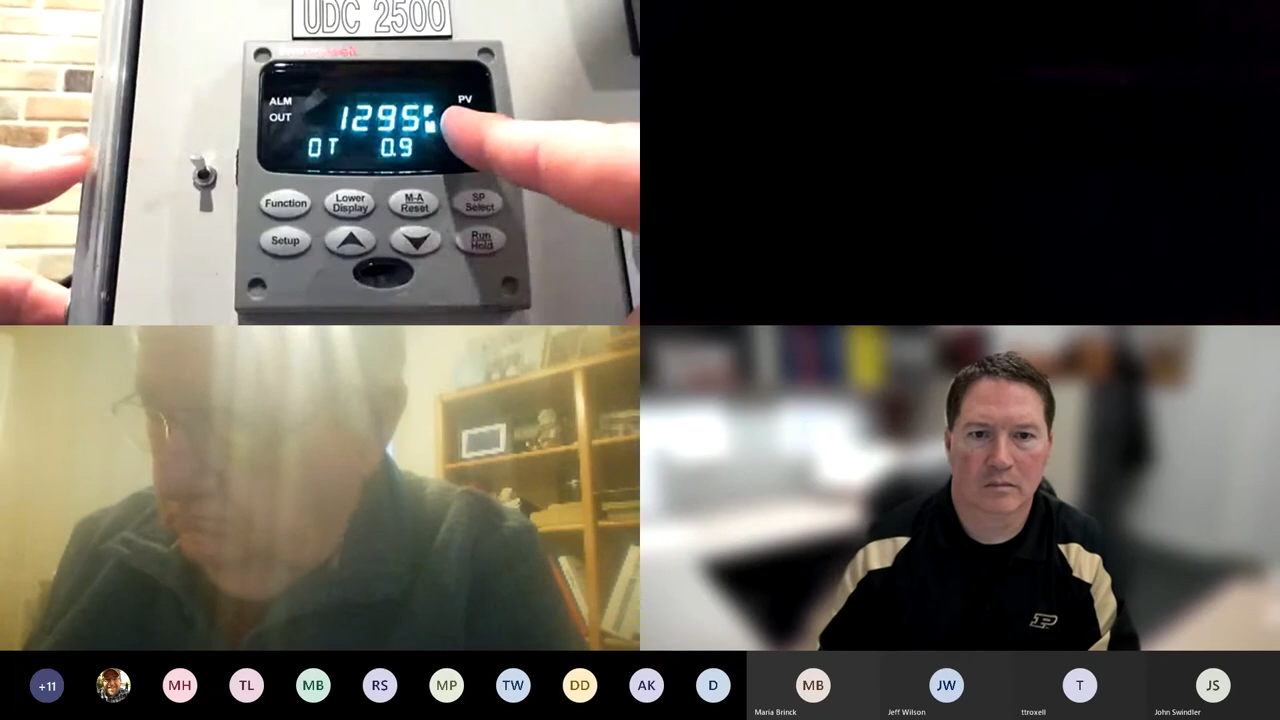 UDC 2500
ALM
PV
OUT
1295
F
OT 0.9
Function
Lower
Display
M-A
Reset
SP
Select
Setup
Run
Hold
P
+11
MH
TL
MB
RS
MP
TW
DD
AK
D
MB
JW
T
JS
Maria Brinck
Jeff Wilson
ttroxell
John Swindler